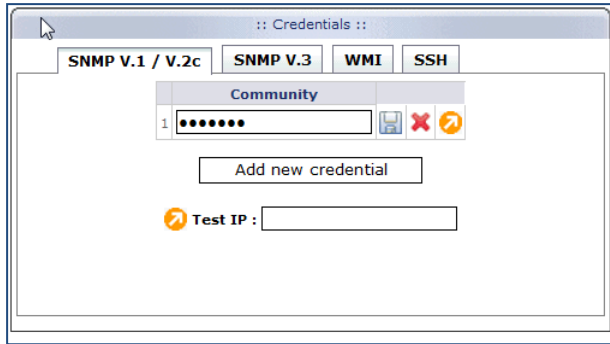 :: Credentials ::
SNMP V.1 / V.2c SNMP V.3 WMI SSH
Community
1 •••••••
Add new credential
Test IP :